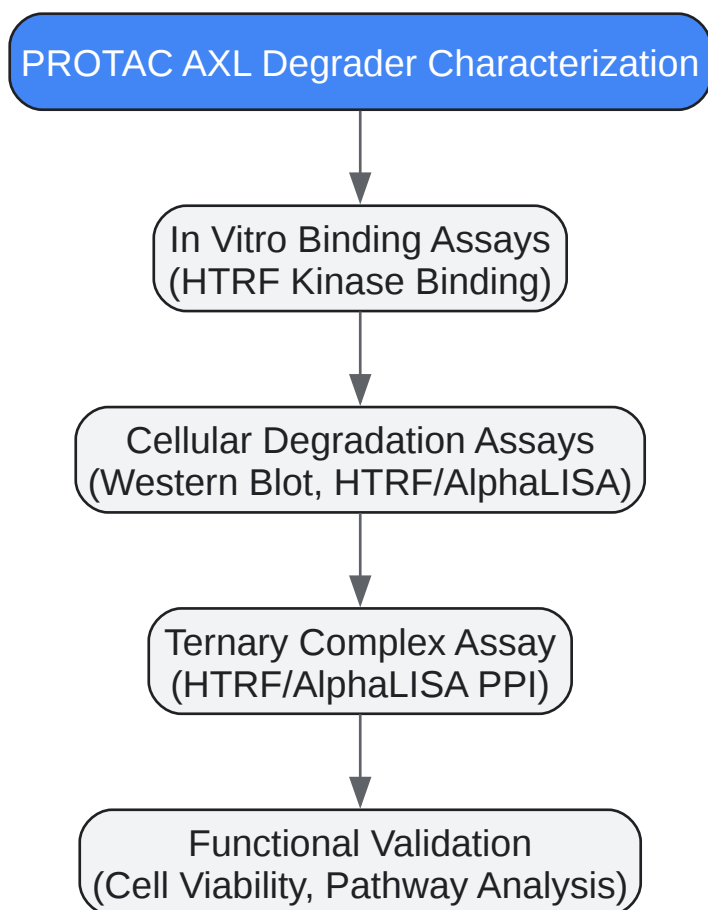 PROTAC AXL Degrader Characterization
In Vitro Binding Assays
(HTRF Kinase Binding)
Cellular Degradation Assays
(Western Blot, HTRF/AlphaLISA)
Ternary Complex Assay
(HTRF/AlphaLISA PPI)
Functional Validation
(Cell Viability, Pathway Analysis)